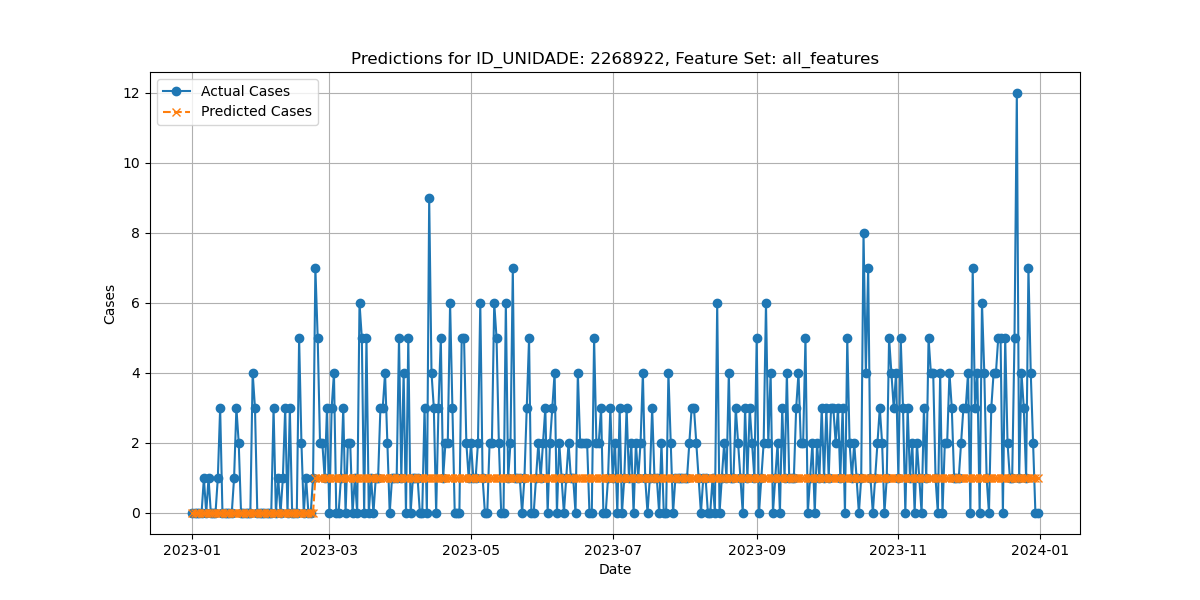 Predictions for ID_UNIDADE: 2268922, Feature Set: all_features
Actual Cases
Predicted Cases
12
10
8
6
4
2
0
Cases
2023-01 2023-03 2023-05 2023-07 2023-09 2023-11 2024-01
Date